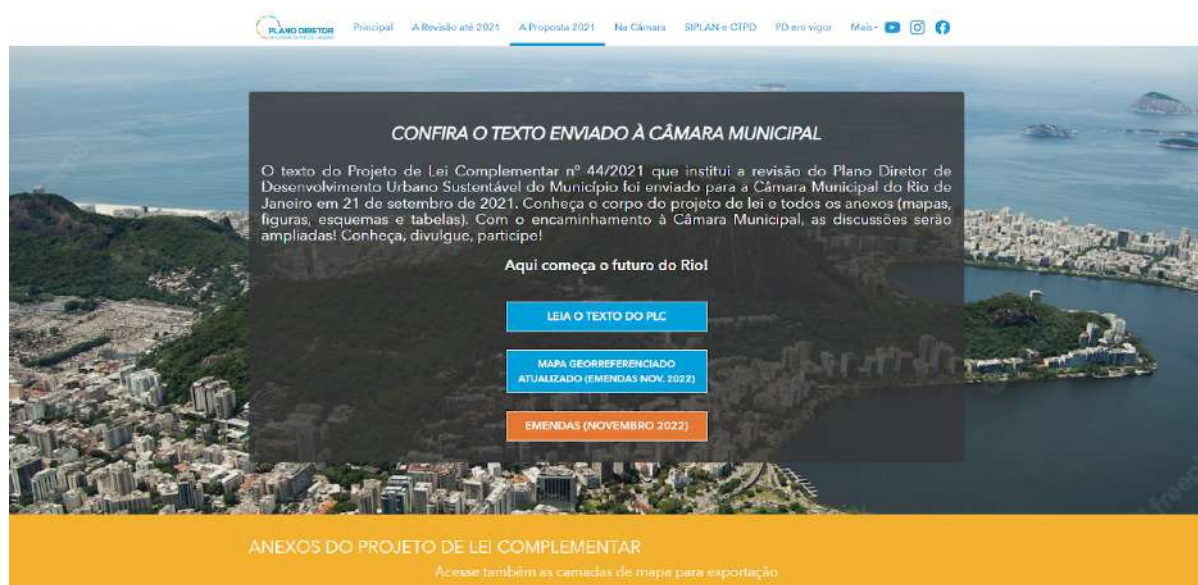 PLANO DIRETOR
Principal
A Revisão até 2021
A Proposta 2021
Na Câmara
SIPLAN e CTPD
PD em vigor
Mais
CONFIRA O TEXTO ENVIADO À CÂMARA MUNICIPAL
O texto do Projeto de Lei Complementar nº 44/2021 que institui a revisão do Plano Diretor de
Desenvolvimento Urbano Sustentável do Município foi enviado para a Câmara Municipal do Rio de
Janeiro em 21 de setembro de 2021. Conheça o corpo do projeto de lei e todos os anexos (mapas,
figuras, esquemas e tabelas). Com o encaminhamento à Câmara Municipal, as discussões serão
ampliadas! Conheça, divulgue, participe!
Aqui começa o futuro do Rio!
LEIA O TEXTO DO PLC
MAPA GEORREFERENCIADO
ATUALIZADO (EMENDAS NOV. 2022)
EMENDAS (NOVEMBRO 2022)
ANEXOS DO PROJETO DE LEI COMPLEMENTAR
Acesse também as camadas de mapa para exportação